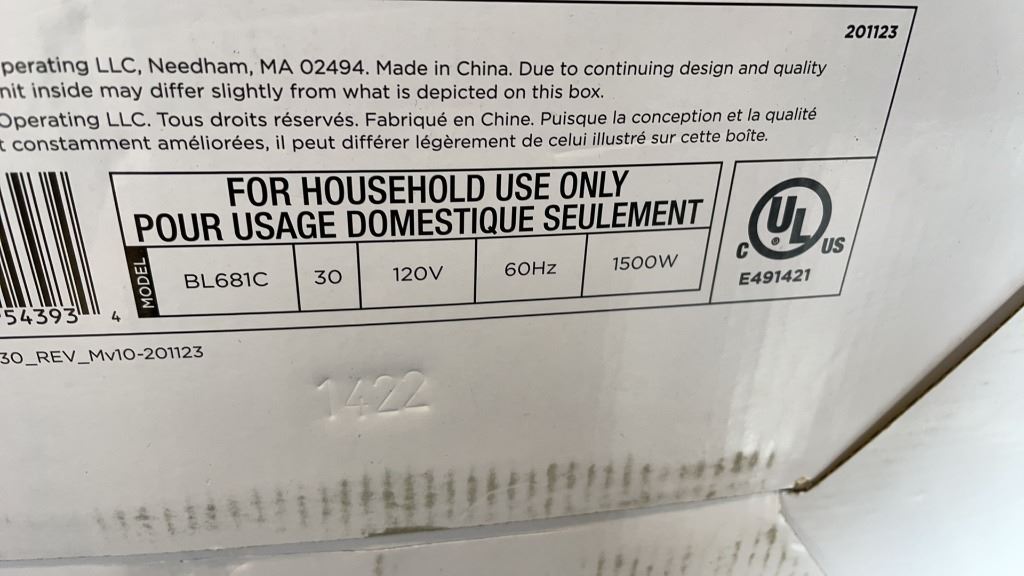 201123
perating LLC, Needham, MA 02494. Made in China. Due to continuing design and quality
nit inside may differ slightly from what is depicted on this box.
Operating LLC. Tous droits réservés. Fabriqué en Chine. Puisque la conception et la qualité
t constamment améliorées, il peut différer légèrement de celui illustré sur cette boîte.
FOR HOUSEHOLD USE ONLY
POUR USAGE DOMESTIQUE SEULEMENT
MODEL BL681C 30 120V 60Hz 1500W
C UL US
E491421
54393 4
30_REV_Mv10-201123
1422